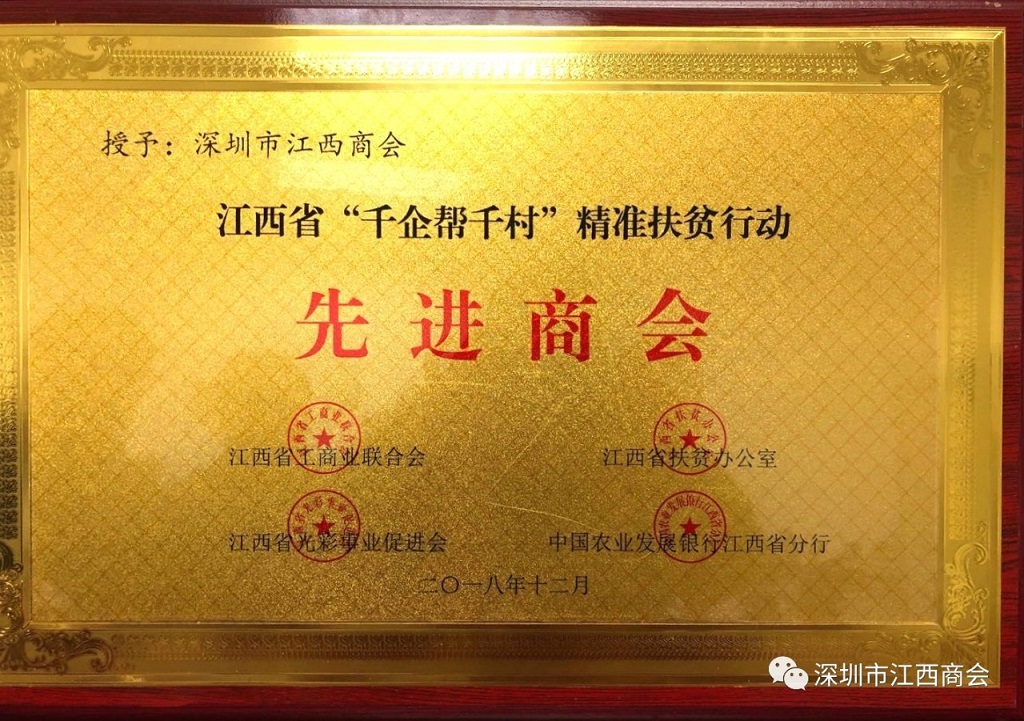 授予：深圳市江西商会
江西省“千企帮千村”精准扶贫行动
先进商会
江西省工商业联合会 江西省扶贫办公室
江西省光彩事业促进会 中国农业发展银行江西省分行
二〇一八年十二月
深圳市江西商会